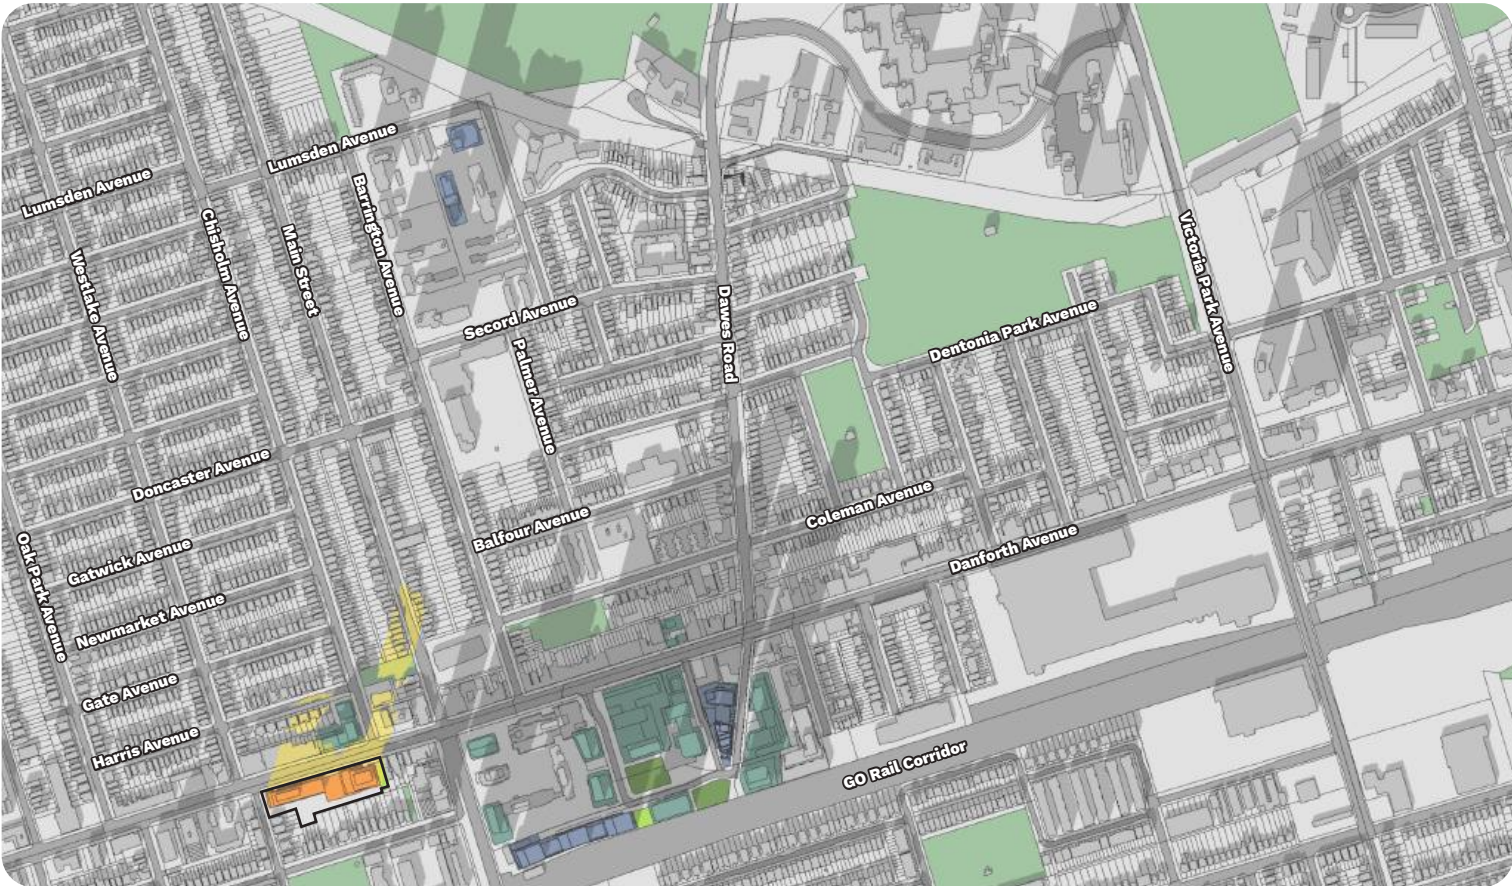 Lumsden Avenue
Lumsden Avenue
Barrington Avenue
Chisholm Avenue
Main Street
Westlake Avenue
Victoria Park Avenue
Dawes Road
Secord Avenue
Dentonia Park Avenue
Palmer Avenue
Doncaster Avenue
Coleman Avenue
Balfour Avenue
Danforth Avenue
Oak Park Avenue
Gatwick Avenue
Newmarket Avenue
Gate Avenue
Harris Avenue
GO Rail Corridor